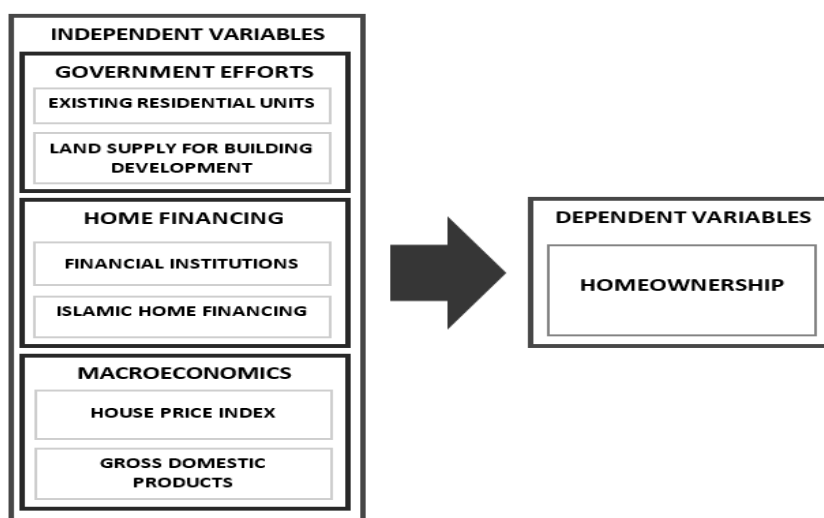 INDEPENDENT VARIABLES
GOVERNMENT EFFORTS
EXISTING RESIDENTIAL UNITS
LAND SUPPLY FOR BUILDING
DEVELOPMENT
HOME FINANCING
FINANCIAL INSTITUTIONS
ISLAMIC HOME FINANCING
MACROECONOMICS
HOUSE PRICE INDEX
GROSS DOMESTIC
PRODUCTS
DEPENDENT VARIABLES
HOMEOWNERSHIP